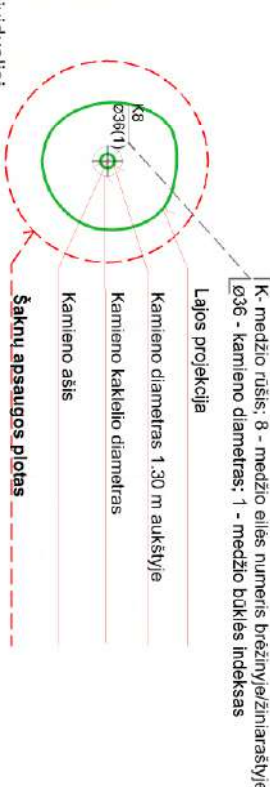 K- medžio rūšis; 8 - medžio eilės numeris brėžinyje/žiniaraštyje
Ø36 - kamieno diametras; 1 - medžio būklės indeksas
K8
Ø36(1)
Lajos projekcija
Kamieno diametras 1.30 m aukštyje
Kamieno kaklelio diametras
Kamieno ašis
Šaknų apsaugos plotas